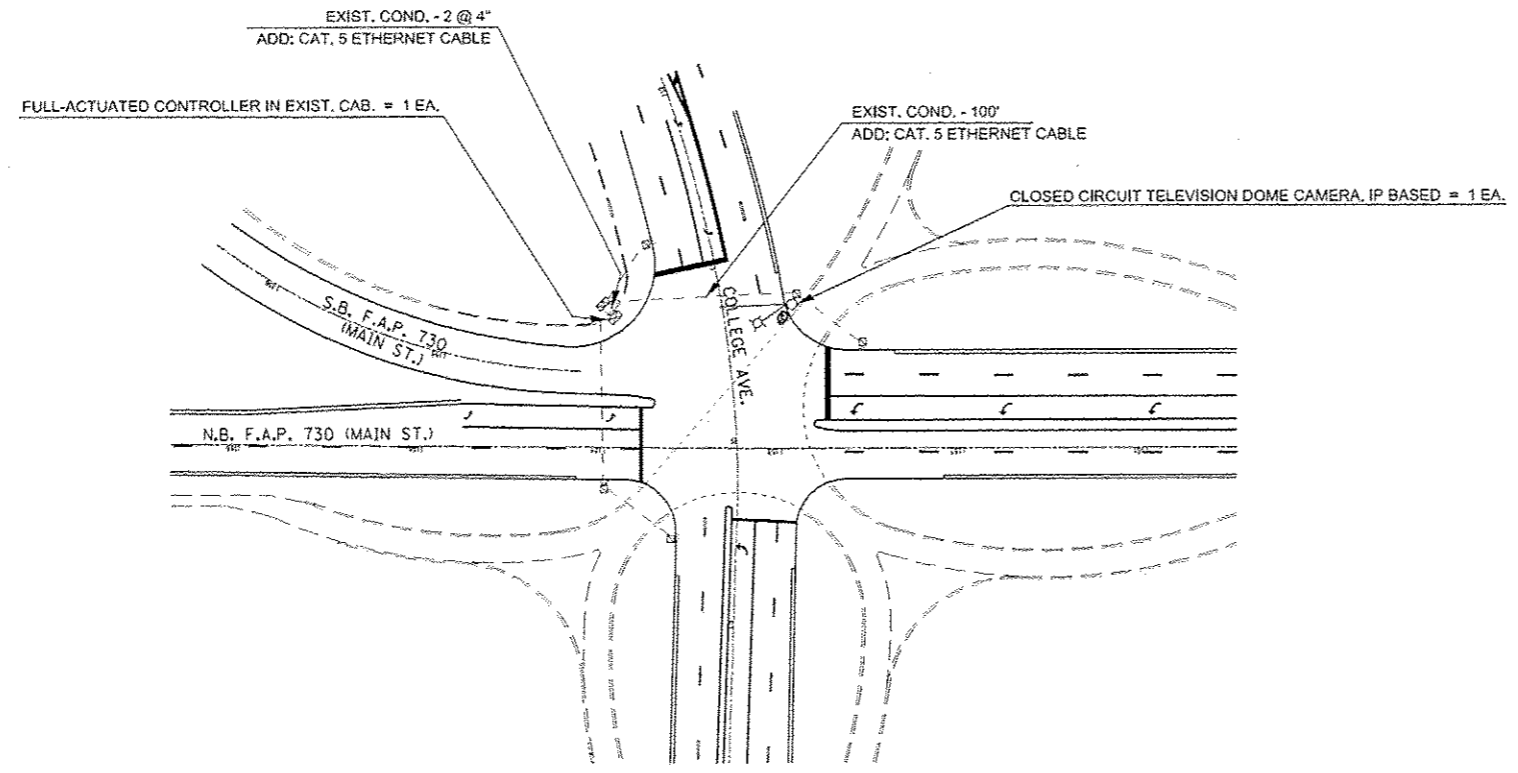 EXIST. COND. - 2 @ 4"
ADD: CAT. 5 ETHERNET CABLE
FULL-ACTUATED CONTROLLER IN EXIST. CAB. = 1 EA.
EXIST. COND. - 100'
ADD: CAT. 5 ETHERNET CABLE
CLOSED CIRCUIT TELEVISION DOME CAMERA, IP BASED = 1 EA.
S.B. F.A.P. 730
(MAIN ST.)
COLLEGE AVE.
N.B. F.A.P. 730 (MAIN ST.)